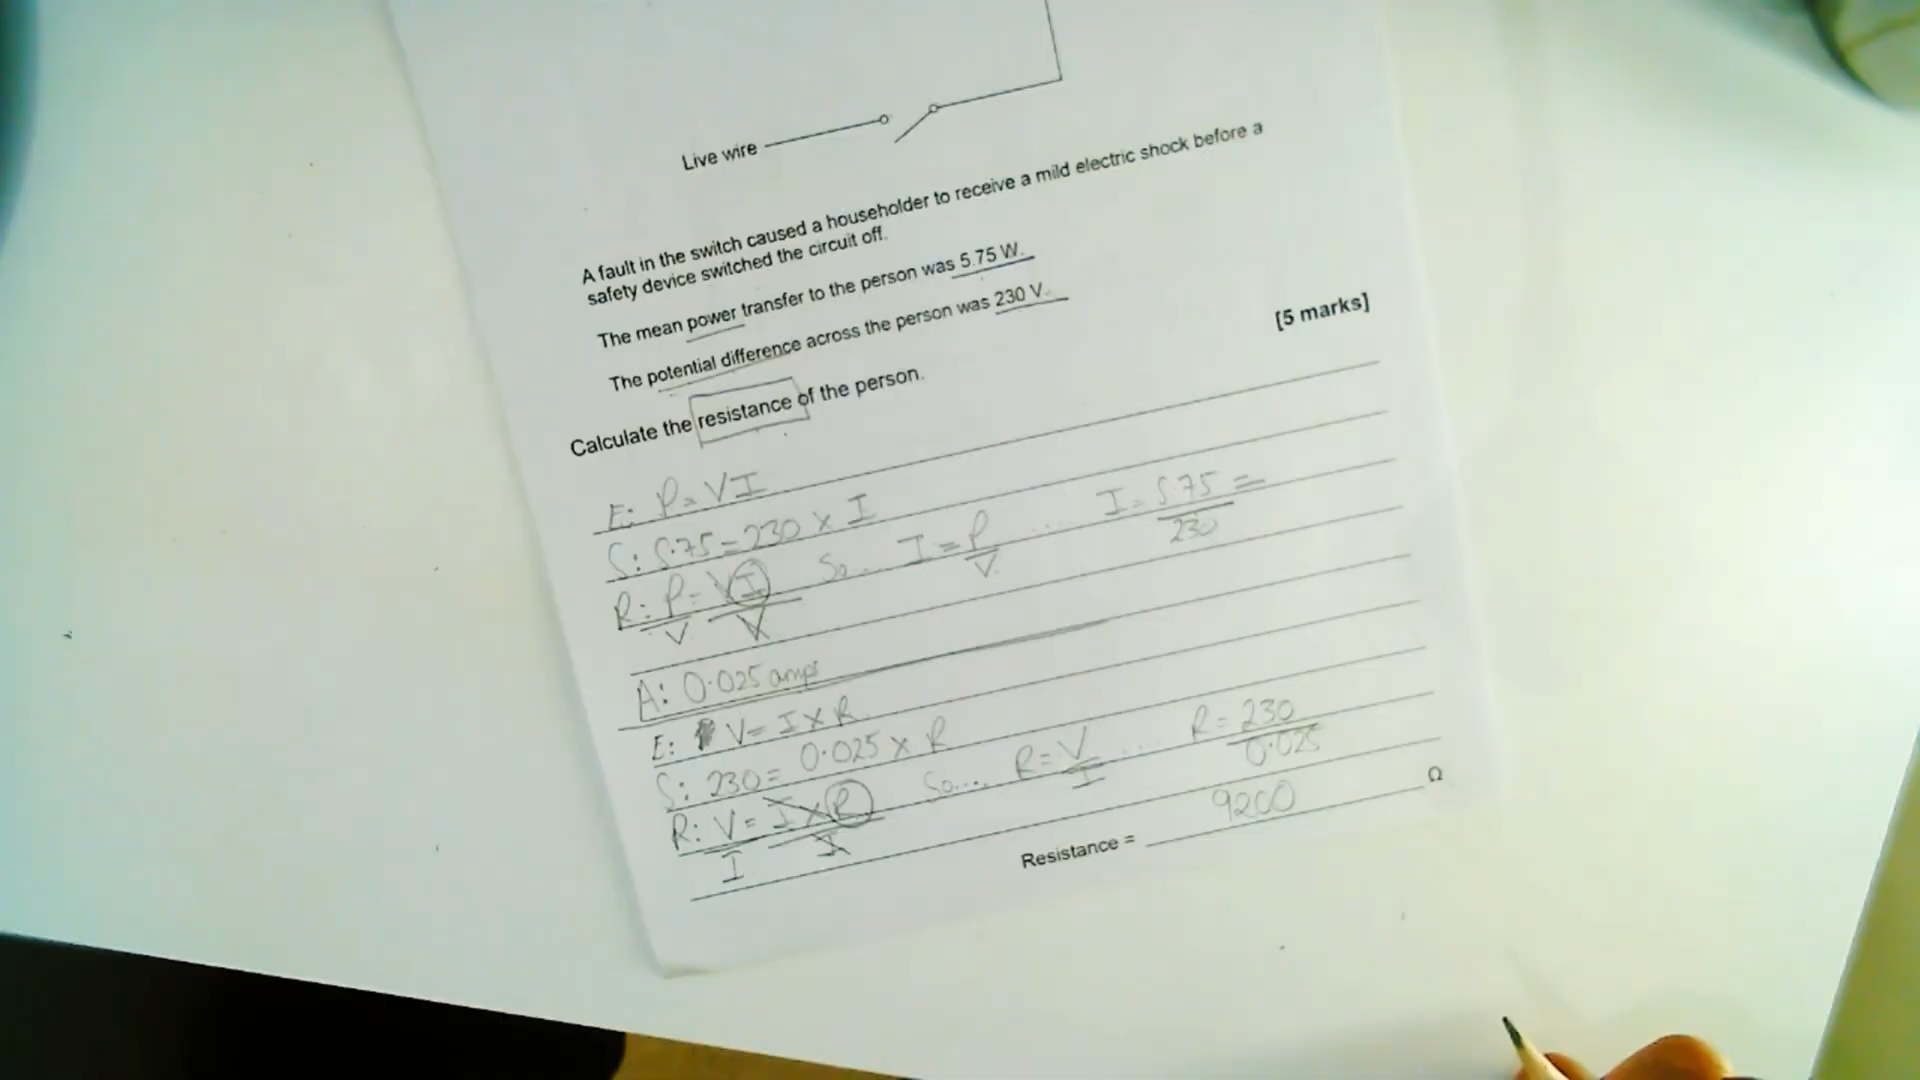 Live wire
A fault in the switch caused a householder to receive a mild electric shock before a
safety device switched the circuit off.
The mean power transfer to the person was 5.75 W.
The potential difference across the person was 230 V.
[5 marks]
Calculate the resistance of the person.
E: P = VI
S: 5.75 = 230 × I
I = 5.75 =
230
R: P = VI So... I = P ....
V V V
A: 0.025 amps
E: V = I × R
S: 230 = 0.025 × R
R = 230
0.025
R: V = I × R So.... R = V ....
I I I
Resistance = 9200 Ω